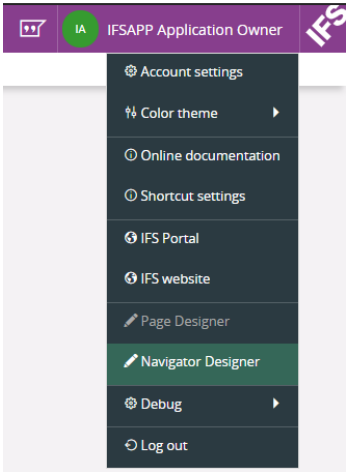 IA IFSAPP Application Owner IFS
Account settings
Color theme
Online documentation
Shortcut settings
IFS Portal
IFS website
Page Designer
Navigator Designer
Debug
Log out